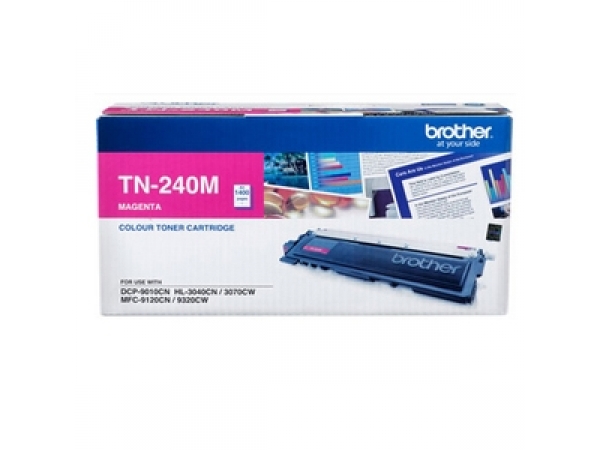 brother.
at your side
TN-240M
1400
MAGENTA
COLOUR TONER CARTRIDGE
brother
FOR USE WITH
DCP-9010CN HL-3040CN / 3070CW
MFC-9120CN / 9320CW